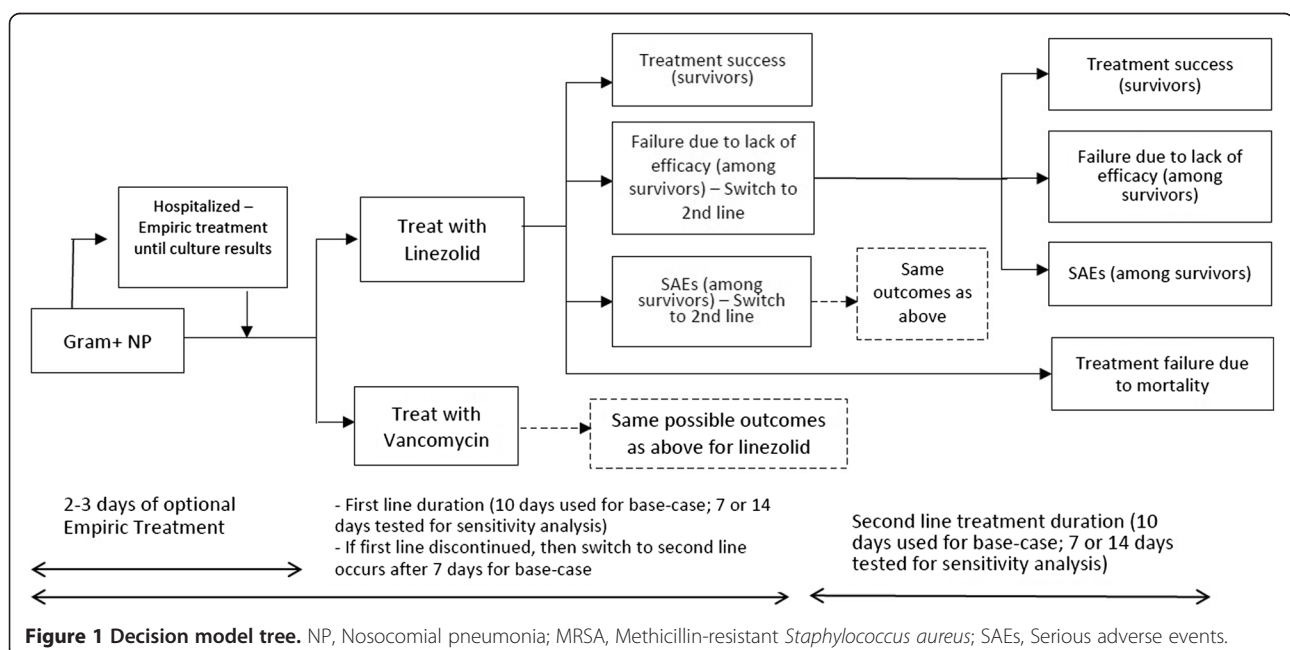 Hospitalized –
Empiric treatment
until culture results
Gram+ NP
Treat with
Linezolid
Treat with
Vancomycin
Treatment success
(survivors)
Failure due to lack of
efficacy (among
survivors) – Switch to
2nd line
SAEs (among
survivors) – Switch
to 2nd line
Same
outcomes as
above
Same possible outcomes
as above for linezolid
Treatment success
(survivors)
Failure due to lack of
efficacy (among
survivors)
SAEs (among survivors)
Treatment failure due
to mortality
2-3 days of optional
Empiric Treatment
- First line duration (10 days used for base-case; 7 or 14
days tested for sensitivity analysis)
- If first line discontinued, then switch to second line
occurs after 7 days for base-case
Second line treatment duration (10
days used for base-case; 7 or 14 days
tested for sensitivity analysis)
Figure 1 Decision model tree. NP, Nosocomial pneumonia; MRSA, Methicillin-resistant Staphylococcus aureus; SAEs, Serious adverse events.